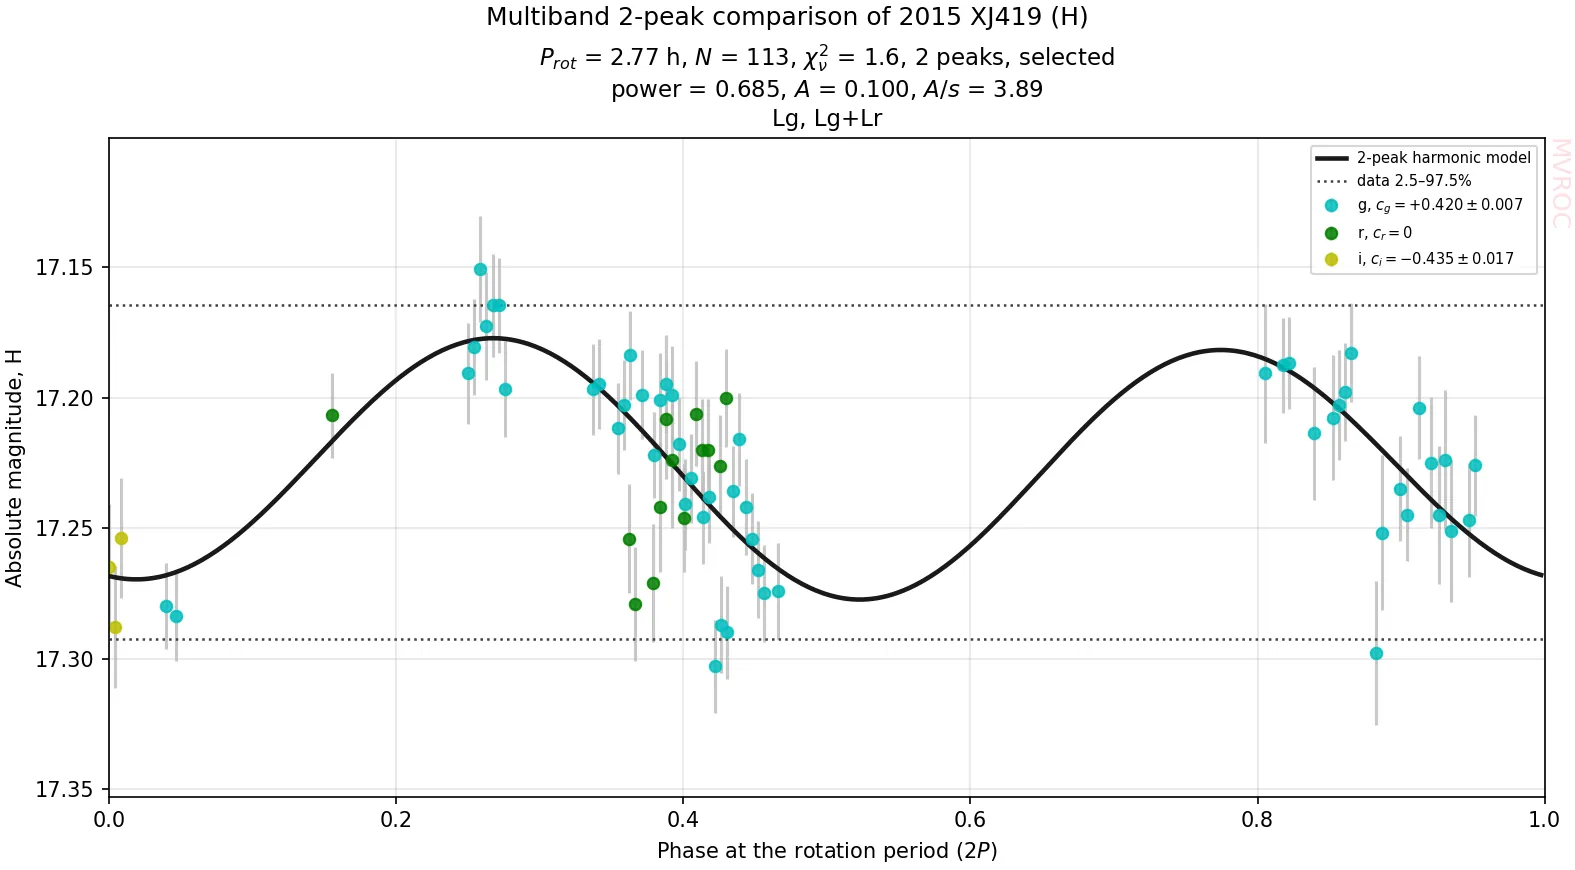 Multiband 2-peak comparison of 2015 XJ419 (H)
P_rot = 2.77 h, N = 113, χ²_ν = 1.6, 2 peaks, selected
power = 0.685, A = 0.100, A/s = 3.89
Lg, Lg+Lr
2-peak harmonic model
data 2.5–97.5%
g, c_g = +0.420 ± 0.007
r, c_r = 0
i, c_i = −0.435 ± 0.017
MVROC
Absolute magnitude, H
17.15
17.20
17.25
17.30
17.35
0.0 0.2 0.4 0.6 0.8 1.0
Phase at the rotation period (2P)